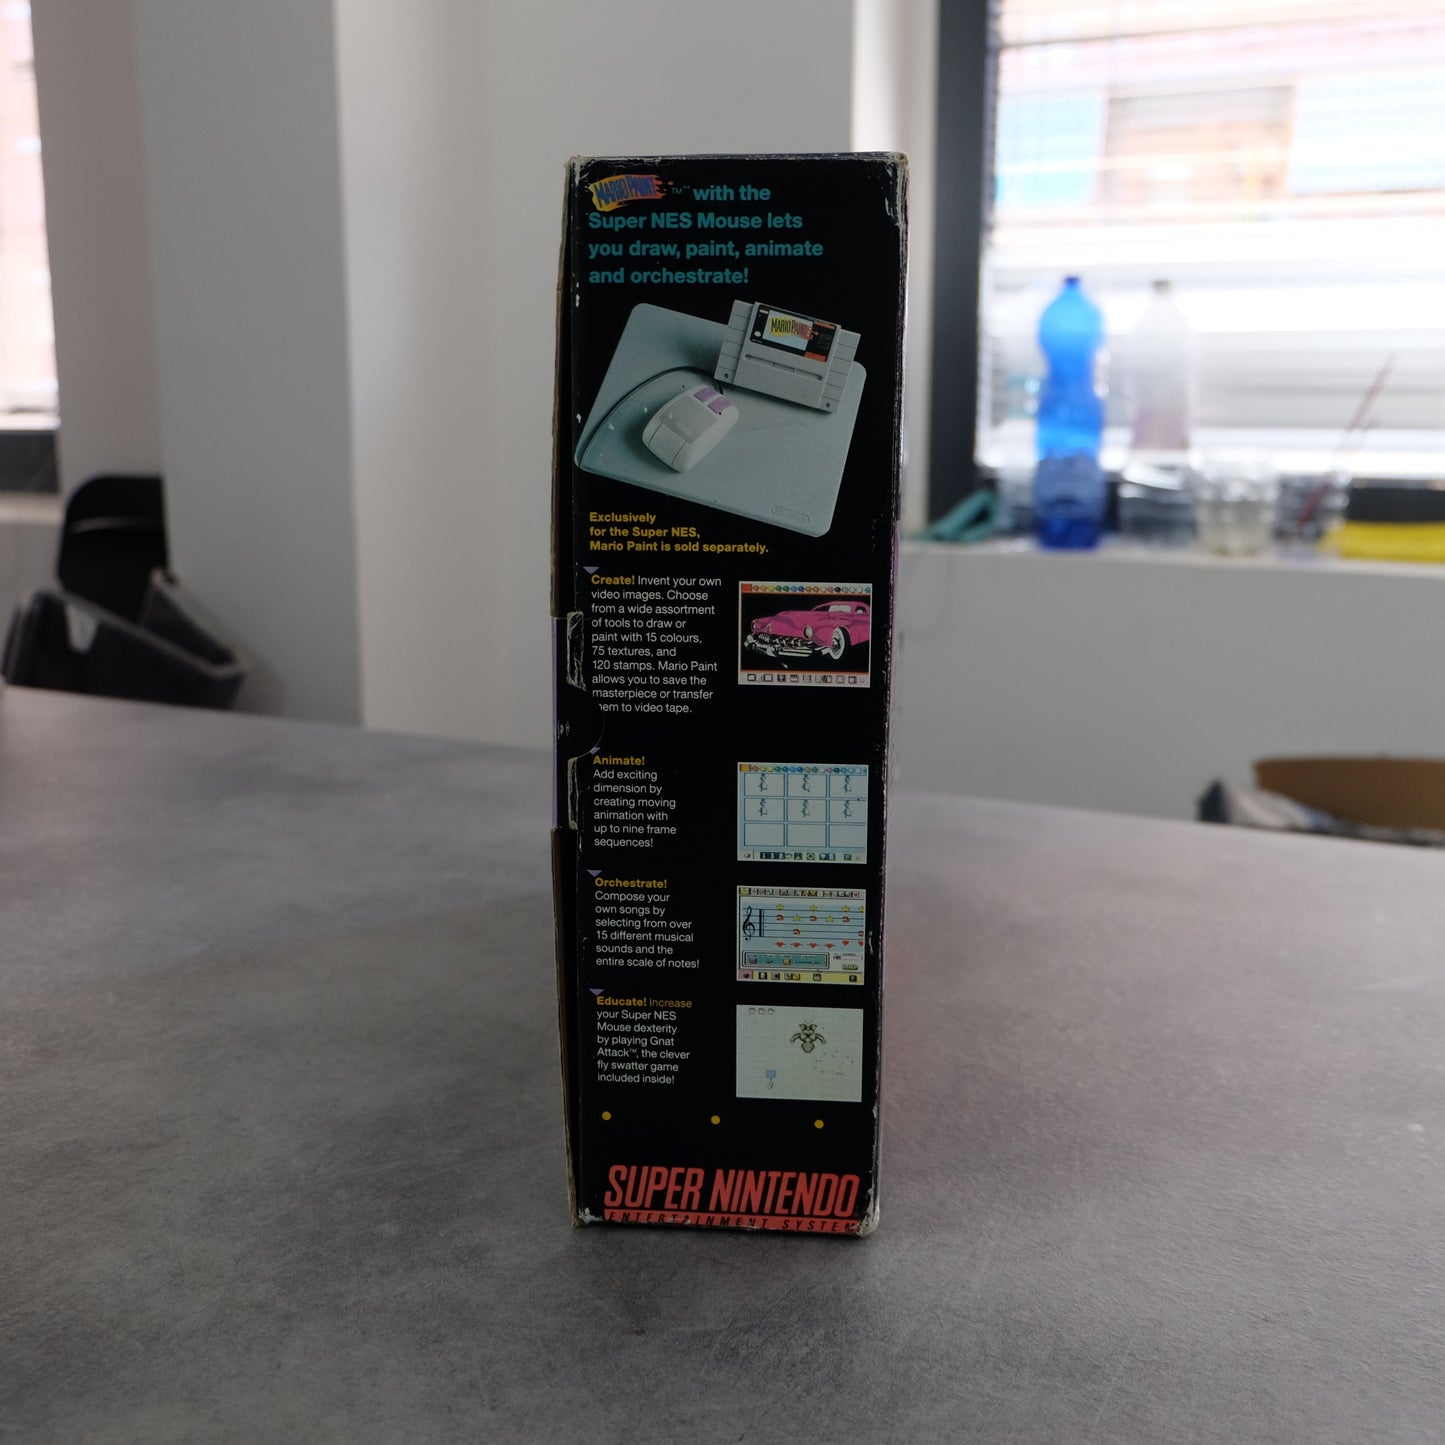 MARIO PAINT ™ with the
Super NES Mouse lets
you draw, paint, animate
and orchestrate!
MARIO PAINT
Nintendo
Exclusively
for the Super NES,
Mario Paint is sold separately.
Create! Invent your own
video images. Choose
from a wide assortment
of tools to draw or
paint with 15 colours,
75 textures, and
120 stamps. Mario Paint
allows you to save the
masterpiece or transfer
hem to video tape.
Animate!
Add exciting
dimension by
creating moving
animation with
up to nine frame
sequences!
Orchestrate!
Compose your
own songs by
selecting from over
15 different musical
sounds and the
entire scale of notes!
Educate! Increase
your Super NES
Mouse dexterity
by playing Gnat
Attack™, the clever
fly swatter game
included inside!
SUPER NINTENDO
ENTERTAINMENT SYSTEM